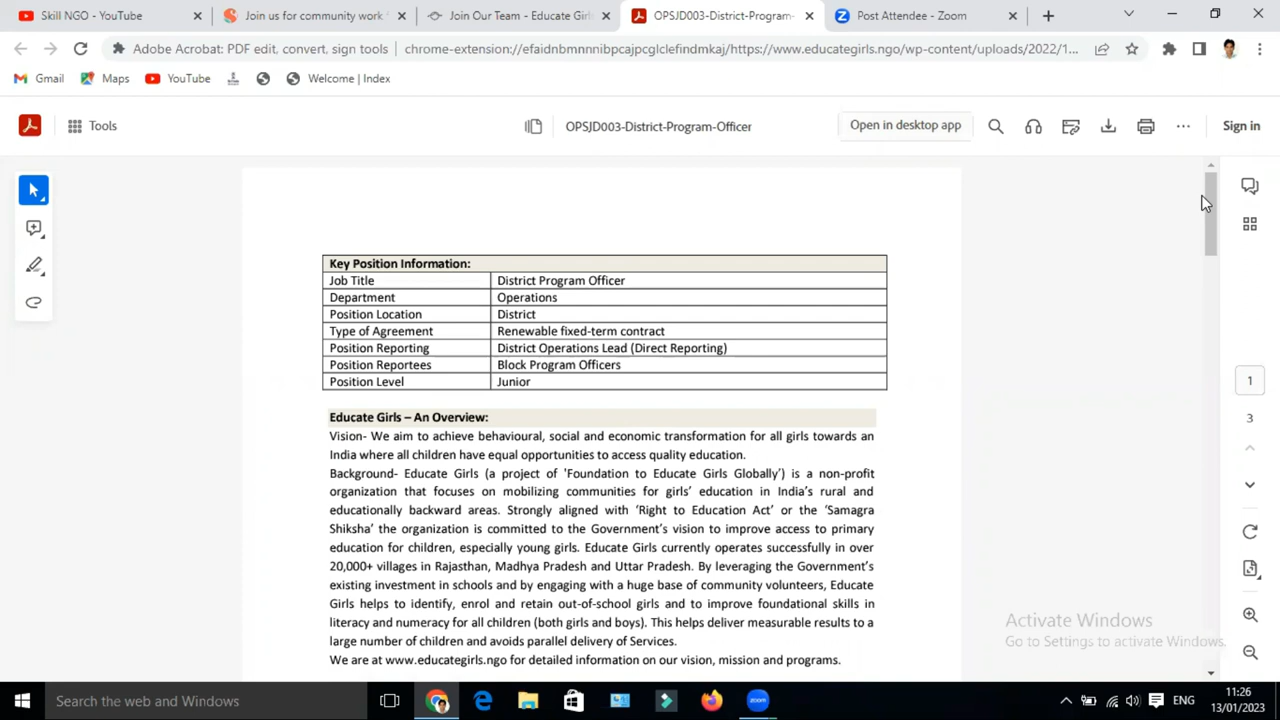 Skill NGO - YouTube
Join us for community work
Join Our Team - Educate Girls
OPSJD003-District-Program-
Post Attendee - Zoom
Adobe Acrobat: PDF edit, convert, sign tools
chrome-extension://efaidnbmnnnibpcajpcglclefindmkaj/https://www.educategirls.ngo/wp-content/uploads/2022/1...
Gmail
Maps
YouTube
Welcome | Index
Tools
OPSJD003-District-Program-Officer
Open in desktop app
Sign in
Key Position Information:
Job Title District Program Officer
Department Operations
Position Location District
Type of Agreement Renewable fixed-term contract
Position Reporting District Operations Lead (Direct Reporting)
Position Reportees Block Program Officers
Position Level Junior
Educate Girls – An Overview:
Vision- We aim to achieve behavioural, social and economic transformation for all girls towards an
India where all children have equal opportunities to access quality education.
Background- Educate Girls (a project of 'Foundation to Educate Girls Globally') is a non-profit
organization that focuses on mobilizing communities for girls' education in India's rural and
educationally backward areas. Strongly aligned with 'Right to Education Act' or the 'Samagra
Shiksha' the organization is committed to the Government's vision to improve access to primary
education for children, especially young girls. Educate Girls currently operates successfully in over
20,000+ villages in Rajasthan, Madhya Pradesh and Uttar Pradesh. By leveraging the Government's
existing investment in schools and by engaging with a huge base of community volunteers, Educate
Girls helps to identify, enrol and retain out-of-school girls and to improve foundational skills in
literacy and numeracy for all children (both girls and boys). This helps deliver measurable results to a
large number of children and avoids parallel delivery of Services.
We are at www.educategirls.ngo for detailed information on our vision, mission and programs.
1
3
Activate Windows
Go to Settings to activate Windows.
Search the web and Windows
ENG
11:26
13/01/2023